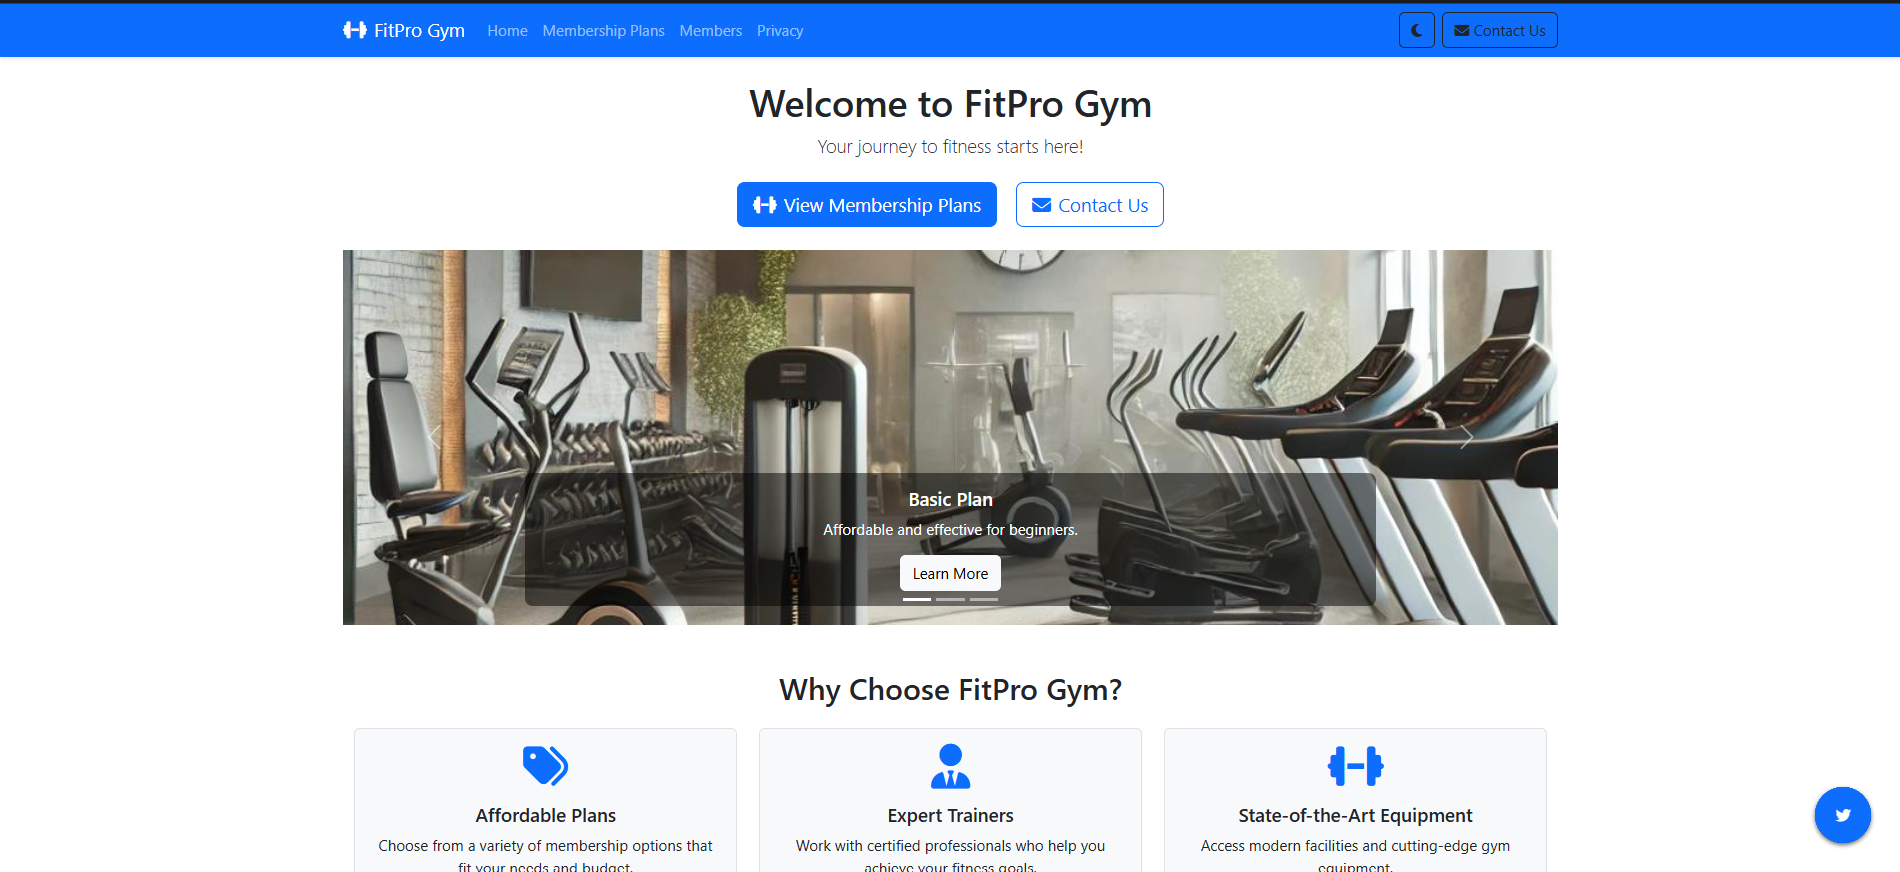 FitPro Gym Home Membership Plans Members Privacy Contact Us
Welcome to FitPro Gym
Your journey to fitness starts here!
View Membership Plans Contact Us
Basic Plan
Affordable and effective for beginners.
Learn More
Why Choose FitPro Gym?
Affordable Plans
Choose from a variety of membership options that
fit your needs and budget.
Expert Trainers
Work with certified professionals who help you
achieve your fitness goals.
State-of-the-Art Equipment
Access modern facilities and cutting-edge gym
equipment.